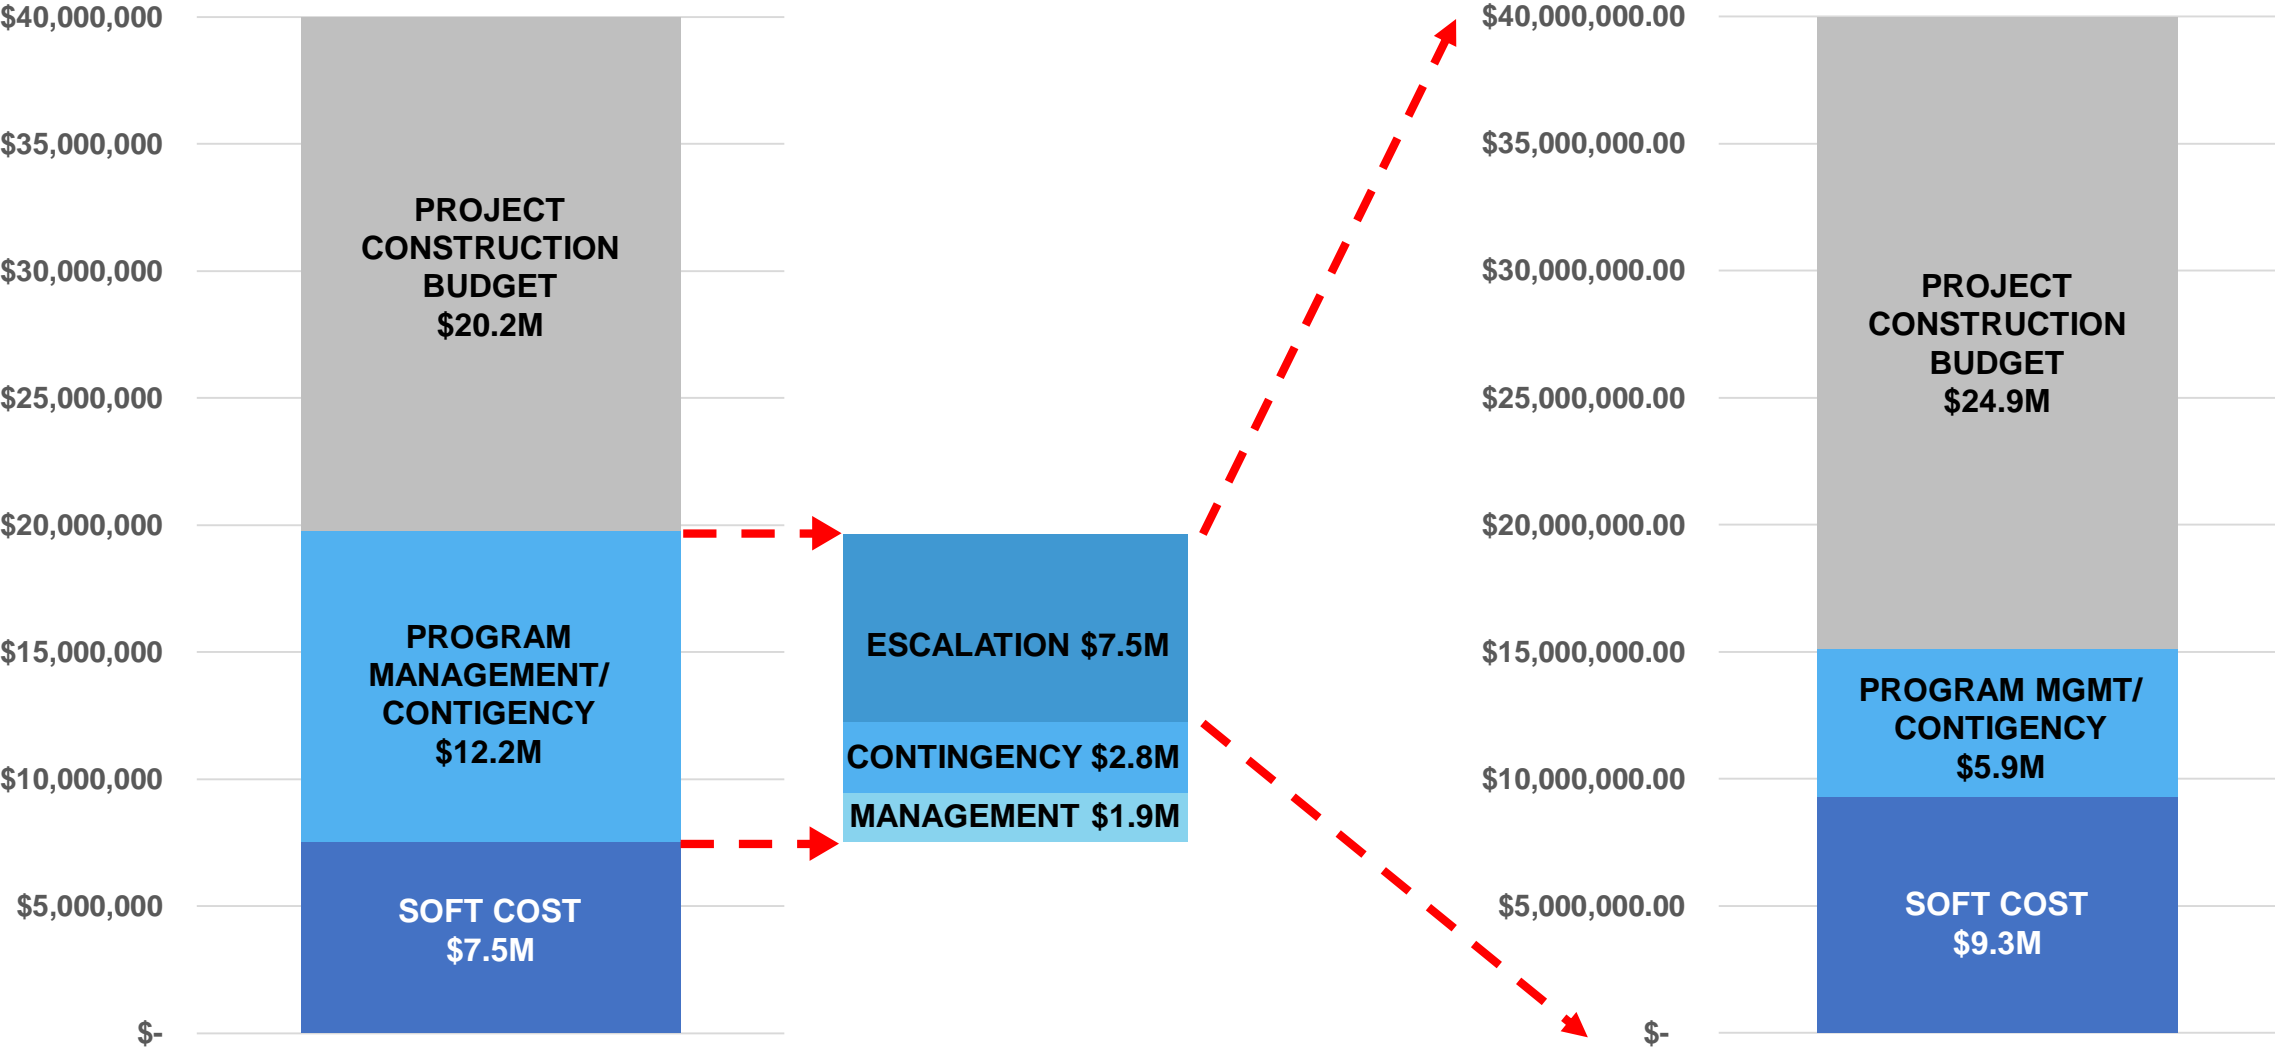 $40,000,000
$35,000,000
$30,000,000
$25,000,000
$20,000,000
$15,000,000
$10,000,000
$5,000,000
$-
PROJECT
CONSTRUCTION
BUDGET
$20.2M
PROGRAM
MANAGEMENT/
CONTIGENCY
$12.2M
SOFT COST
$7.5M
ESCALATION $7.5M
CONTINGENCY $2.8M
MANAGEMENT $1.9M
$40,000,000.00
$35,000,000.00
$30,000,000.00
$25,000,000.00
$20,000,000.00
$15,000,000.00
$10,000,000.00
$5,000,000.00
$-
PROJECT
CONSTRUCTION
BUDGET
$24.9M
PROGRAM MGMT/
CONTIGENCY
$5.9M
SOFT COST
$9.3M